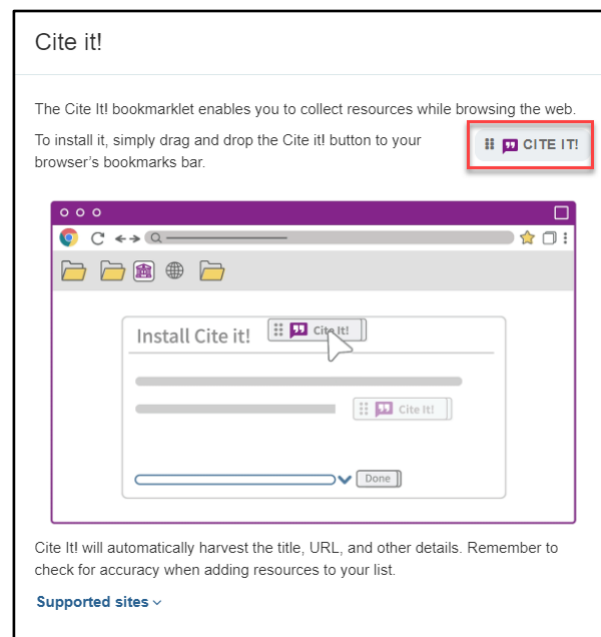 Cite it!
The Cite It! bookmarklet enables you to collect resources while browsing the web.
To install it, simply drag and drop the Cite it! button to your
browser's bookmarks bar.
CITE IT!
Install Cite it!
Cite It!
Cite It!
Done
Cite It! will automatically harvest the title, URL, and other details. Remember to
check for accuracy when adding resources to your list.
Supported sites